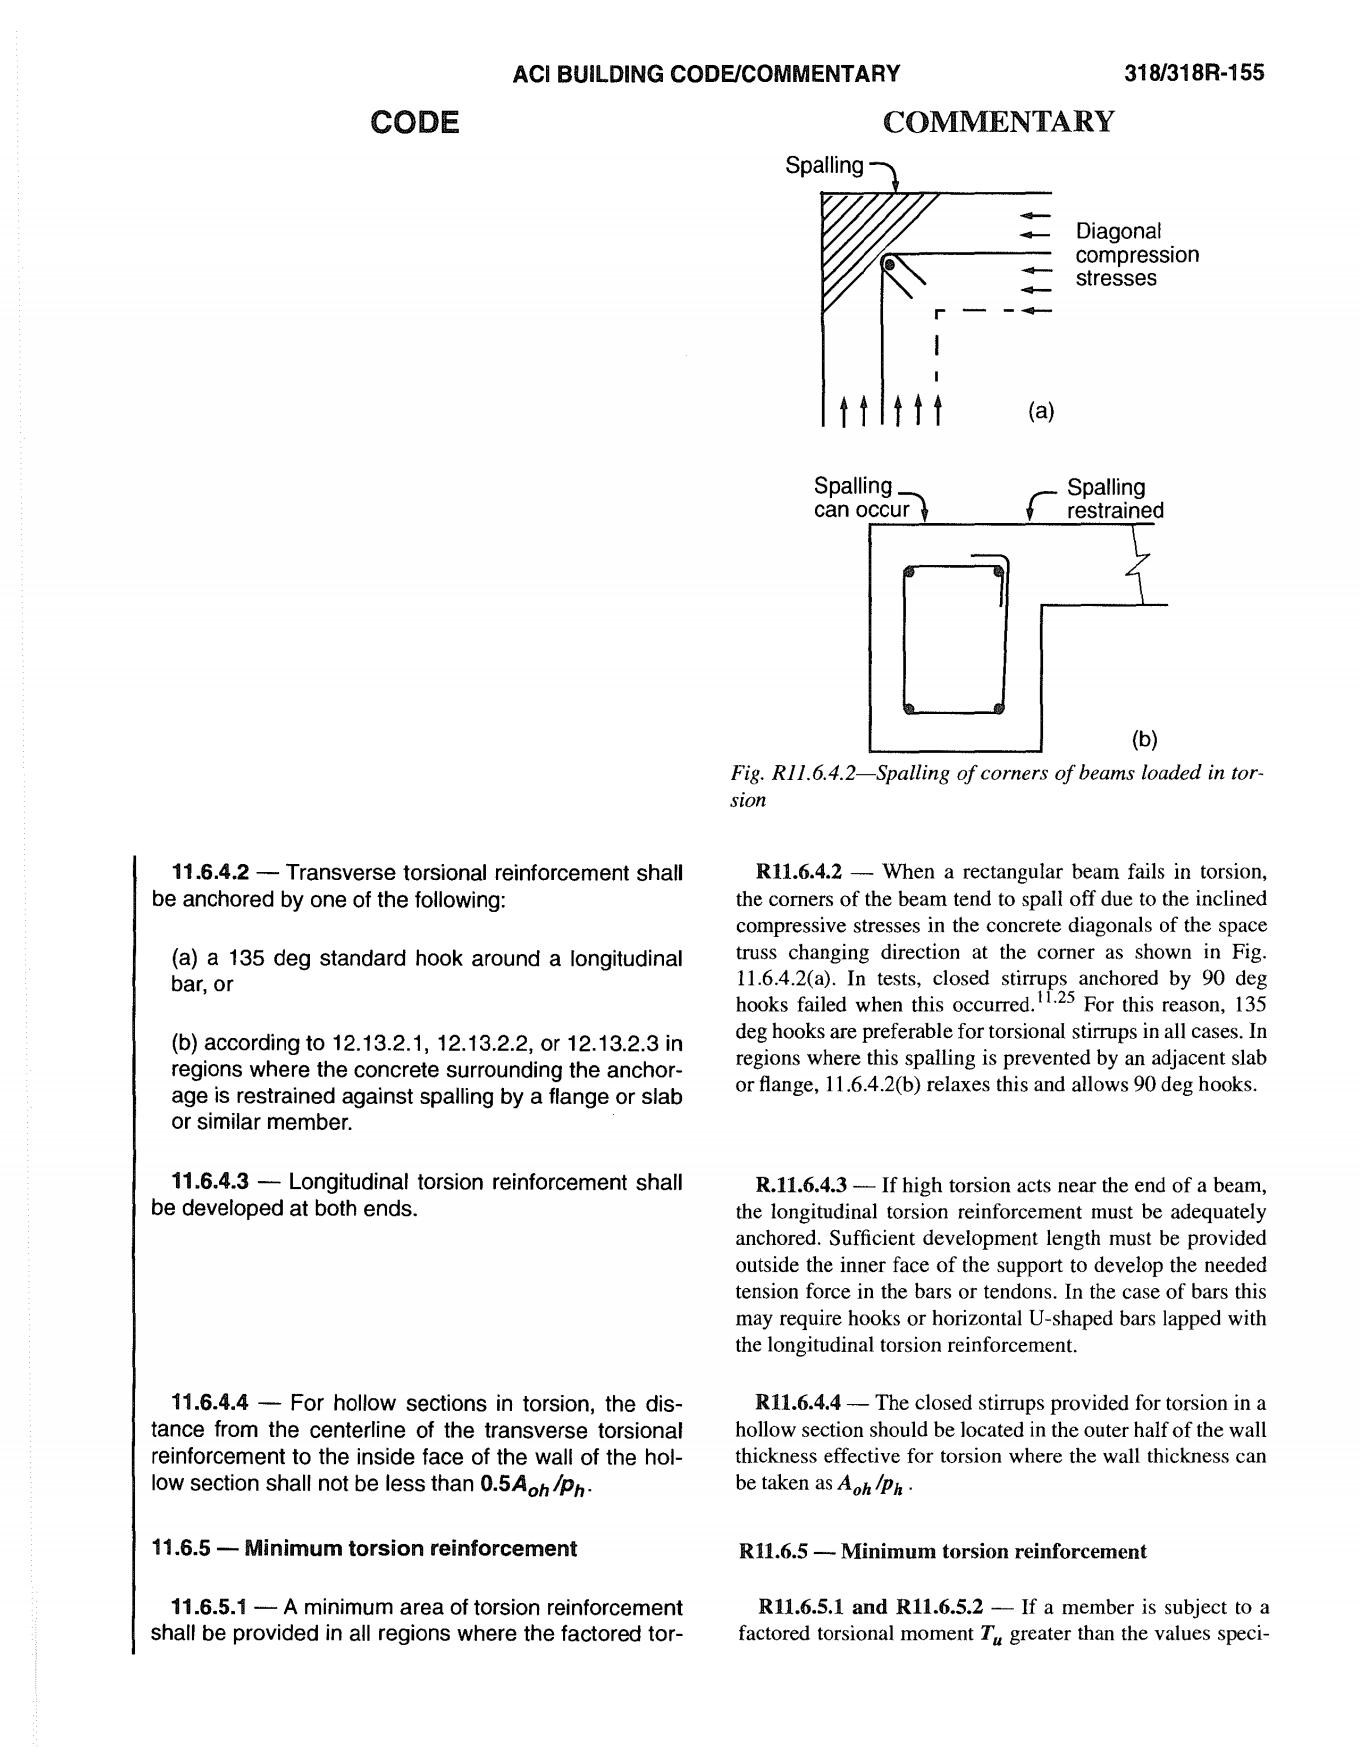 ACI BUILDING CODE/COMMENTARY
318/318R-155
CODE
COMMENTARY
Spalling
Diagonal
compression
stresses
(a)
Spalling
can occur
Spalling
restrained
(b)
Fig. R11.6.4.2—Spalling of corners of beams loaded in tor-
sion
11.6.4.2 — Transverse torsional reinforcement shall
be anchored by one of the following:
(a) a 135 deg standard hook around a longitudinal
bar, or
(b) according to 12.13.2.1, 12.13.2.2, or 12.13.2.3 in
regions where the concrete surrounding the anchor-
age is restrained against spalling by a flange or slab
or similar member.
11.6.4.3 — Longitudinal torsion reinforcement shall
be developed at both ends.
11.6.4.4 — For hollow sections in torsion, the dis-
tance from the centerline of the transverse torsional
reinforcement to the inside face of the wall of the hol-
low section shall not be less than 0.5Aoh/ph.
11.6.5 — Minimum torsion reinforcement
11.6.5.1 — A minimum area of torsion reinforcement
shall be provided in all regions where the factored tor-
R11.6.4.2 — When a rectangular beam fails in torsion,
the corners of the beam tend to spall off due to the inclined
compressive stresses in the concrete diagonals of the space
truss changing direction at the corner as shown in Fig.
11.6.4.2(a). In tests, closed stirrups anchored by 90 deg
hooks failed when this occurred.11.25 For this reason, 135
deg hooks are preferable for torsional stirrups in all cases. In
regions where this spalling is prevented by an adjacent slab
or flange, 11.6.4.2(b) relaxes this and allows 90 deg hooks.
R.11.6.4.3 — If high torsion acts near the end of a beam,
the longitudinal torsion reinforcement must be adequately
anchored. Sufficient development length must be provided
outside the inner face of the support to develop the needed
tension force in the bars or tendons. In the case of bars this
may require hooks or horizontal U-shaped bars lapped with
the longitudinal torsion reinforcement.
R11.6.4.4 — The closed stirrups provided for torsion in a
hollow section should be located in the outer half of the wall
thickness effective for torsion where the wall thickness can
be taken as Aoh/ph.
R11.6.5 — Minimum torsion reinforcement
R11.6.5.1 and R11.6.5.2 — If a member is subject to a
factored torsional moment Tu greater than the values speci-